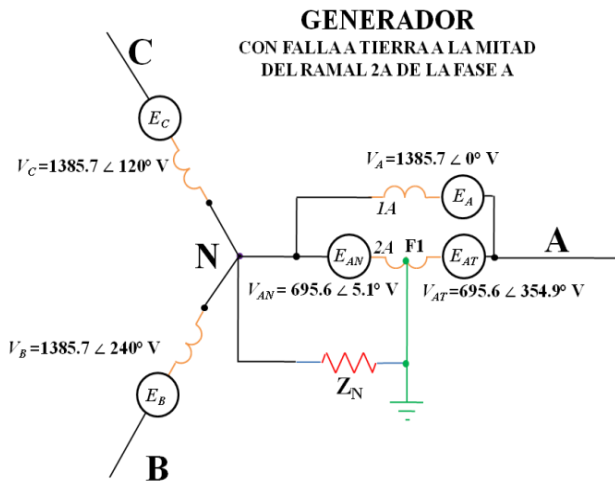 GENERADOR
CON FALLA A TIERRA A LA MITAD
DEL RAMAL 2A DE LA FASE A
C
E_C
V_C=1385.7 ∠ 120° V
V_A=1385.7 ∠ 0° V
1A
E_A
A
N
E_AN
2A
F1
E_AT
V_AN= 695.6 ∠ 5.1° V
V_AT=695.6 ∠ 354.9° V
V_B=1385.7 ∠ 240° V
Z_N
E_B
B